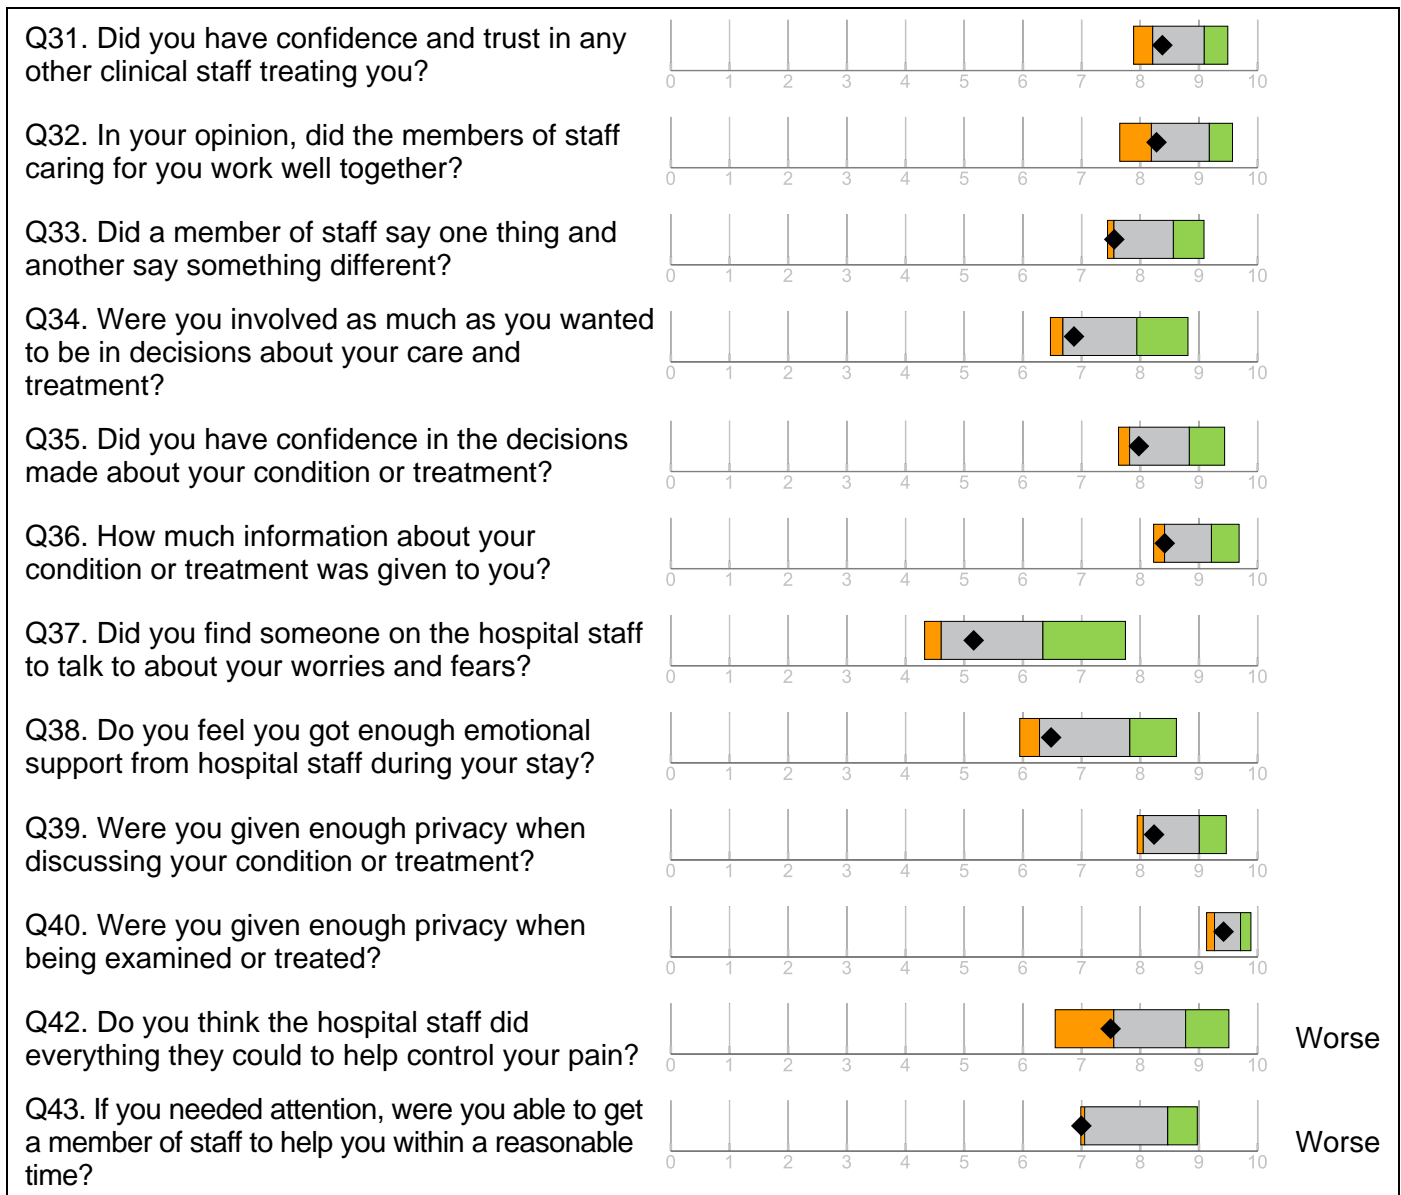 Q31. Did you have confidence and trust in any
other clinical staff treating you?
0 1 2 3 4 5 6 7 8 9 10
Q32. In your opinion, did the members of staff
caring for you work well together?
0 1 2 3 4 5 6 7 8 9 10
Q33. Did a member of staff say one thing and
another say something different?
0 1 2 3 4 5 6 7 8 9 10
Q34. Were you involved as much as you wanted
to be in decisions about your care and
treatment?
0 1 2 3 4 5 6 7 8 9 10
Q35. Did you have confidence in the decisions
made about your condition or treatment?
0 1 2 3 4 5 6 7 8 9 10
Q36. How much information about your
condition or treatment was given to you?
0 1 2 3 4 5 6 7 8 9 10
Q37. Did you find someone on the hospital staff
to talk to about your worries and fears?
0 1 2 3 4 5 6 7 8 9 10
Q38. Do you feel you got enough emotional
support from hospital staff during your stay?
0 1 2 3 4 5 6 7 8 9 10
Q39. Were you given enough privacy when
discussing your condition or treatment?
0 1 2 3 4 5 6 7 8 9 10
Q40. Were you given enough privacy when
being examined or treated?
0 1 2 3 4 5 6 7 8 9 10
Q42. Do you think the hospital staff did
everything they could to help control your pain?
0 1 2 3 4 5 6 7 8 9 10
Worse
Q43. If you needed attention, were you able to get
a member of staff to help you within a reasonable
time?
0 1 2 3 4 5 6 7 8 9 10
Worse